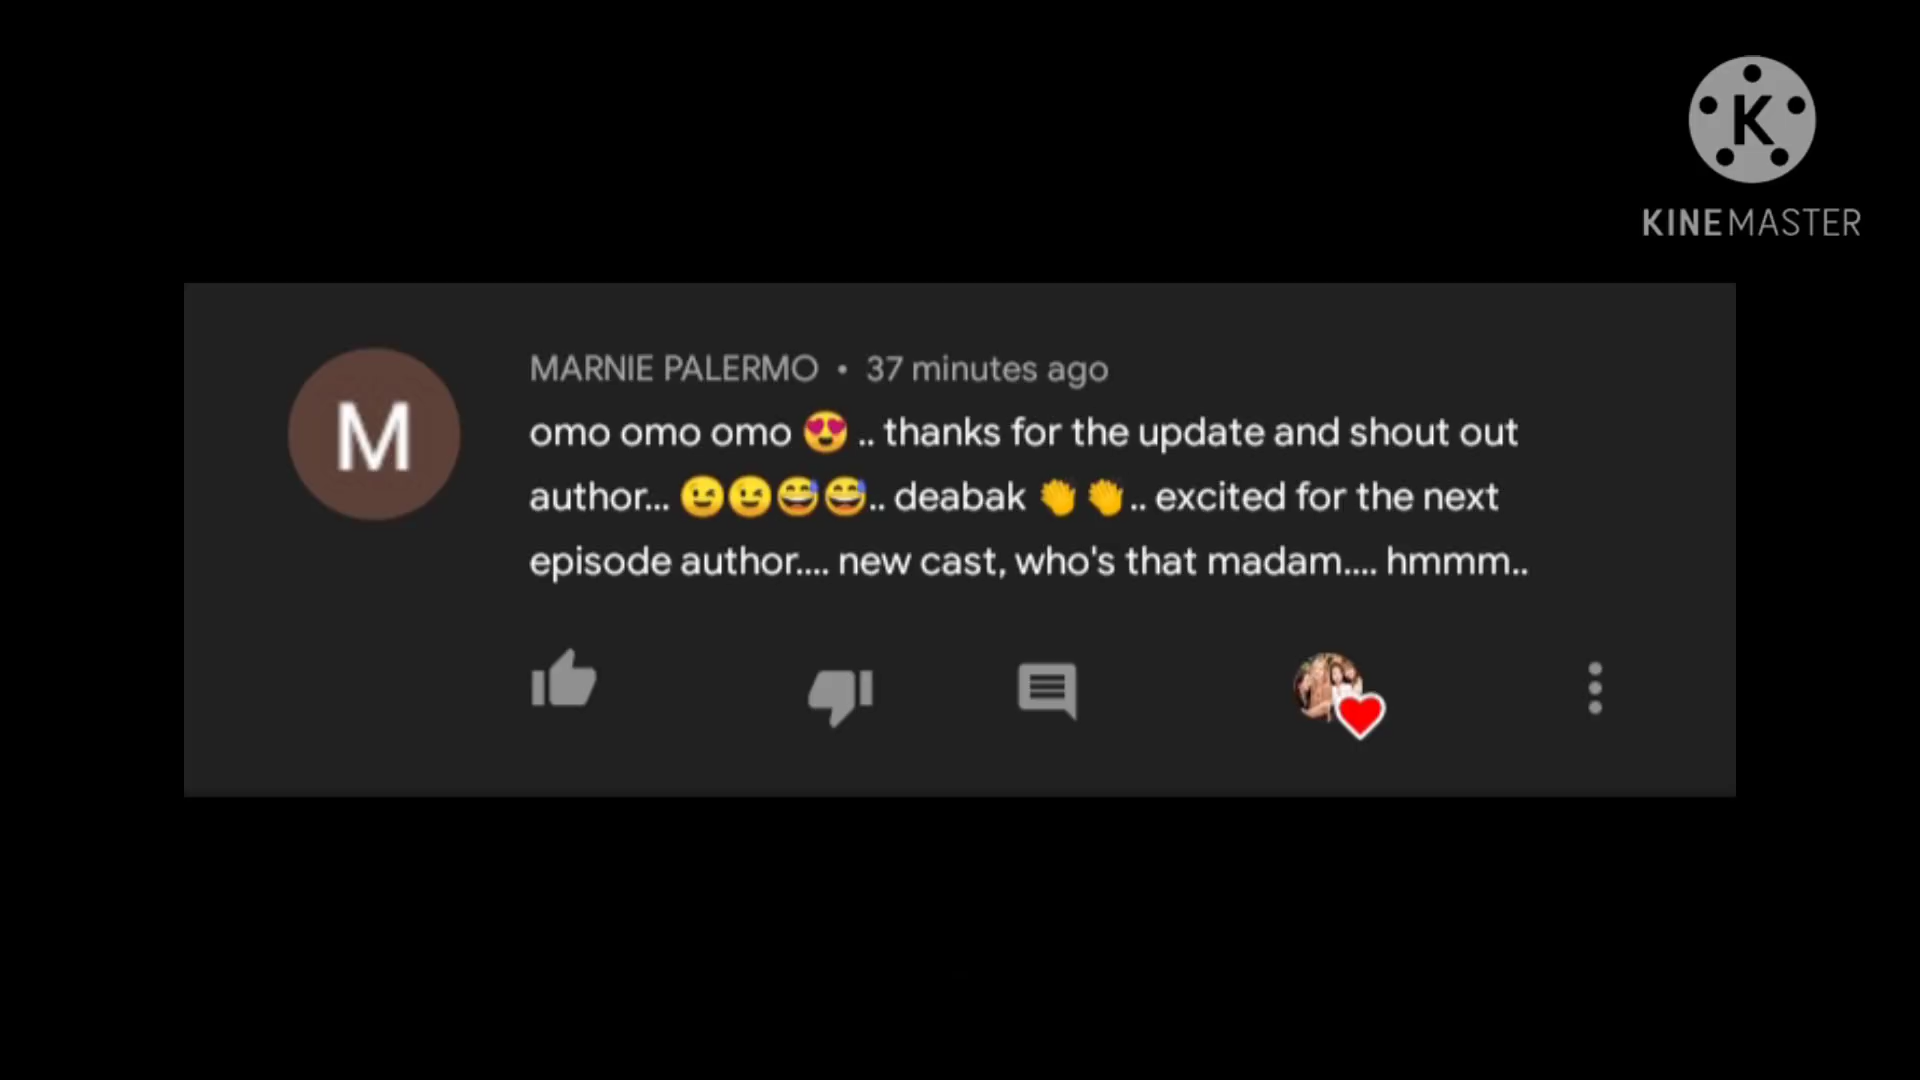 K
KINEMASTER
M
MARNIE PALERMO • 37 minutes ago
omo omo omo 😍 .. thanks for the update and shout out
author... 😉😉😅😅.. deabak 👏👏.. excited for the next
episode author.... new cast, who's that madam.... hmmm..